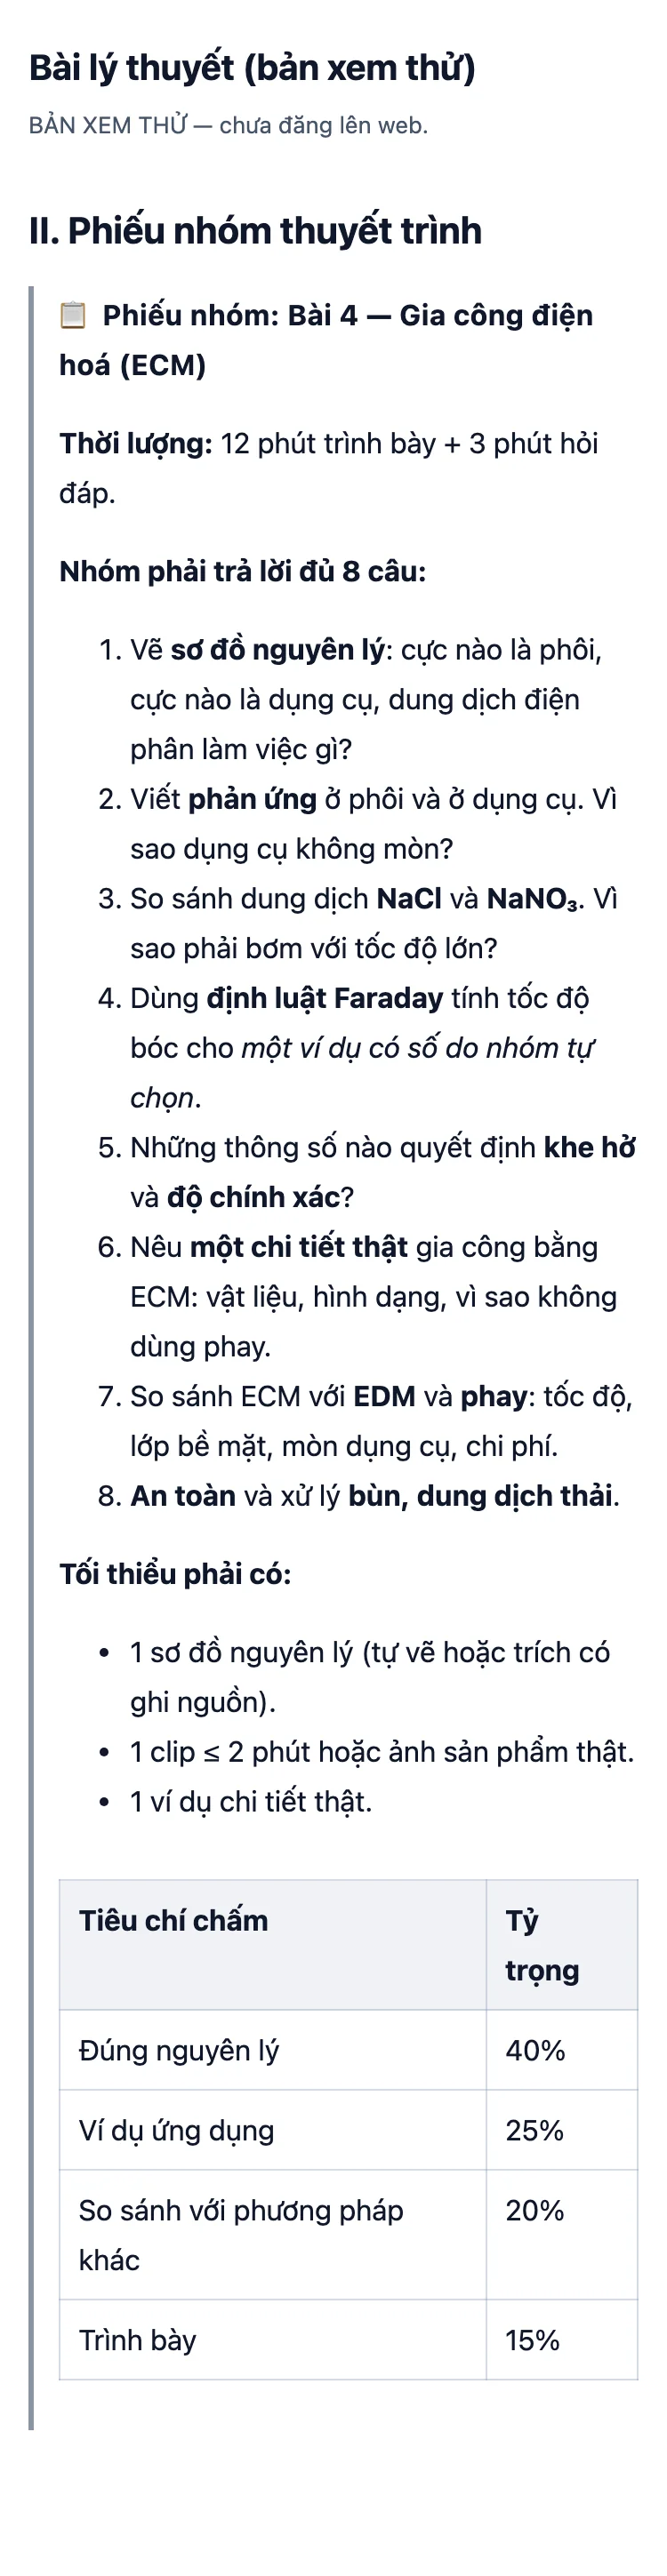 Bài lý thuyết (bản xem thử)
BẢN XEM THỬ — chưa đăng lên web.
II. Phiếu nhóm thuyết trình
📋 Phiếu nhóm: Bài 4 — Gia công điện
hoá (ECM)
Thời lượng: 12 phút trình bày + 3 phút hỏi
đáp.
Nhóm phải trả lời đủ 8 câu:
1. Vẽ sơ đồ nguyên lý: cực nào là phôi,
cực nào là dụng cụ, dung dịch điện
phân làm việc gì?
2. Viết phản ứng ở phôi và ở dụng cụ. Vì
sao dụng cụ không mòn?
3. So sánh dung dịch NaCl và NaNO₃. Vì
sao phải bơm với tốc độ lớn?
4. Dùng định luật Faraday tính tốc độ
bóc cho một ví dụ có số do nhóm tự
chọn.
5. Những thông số nào quyết định khe hở
và độ chính xác?
6. Nêu một chi tiết thật gia công bằng
ECM: vật liệu, hình dạng, vì sao không
dùng phay.
7. So sánh ECM với EDM và phay: tốc độ,
lớp bề mặt, mòn dụng cụ, chi phí.
8. An toàn và xử lý bùn, dung dịch thải.
Tối thiểu phải có:
• 1 sơ đồ nguyên lý (tự vẽ hoặc trích có
ghi nguồn).
• 1 clip ≤ 2 phút hoặc ảnh sản phẩm thật.
• 1 ví dụ chi tiết thật.
Tiêu chí chấm
Tỷ
trọng
Đúng nguyên lý
40%
Ví dụ ứng dụng
25%
So sánh với phương pháp
khác
20%
Trình bày
15%